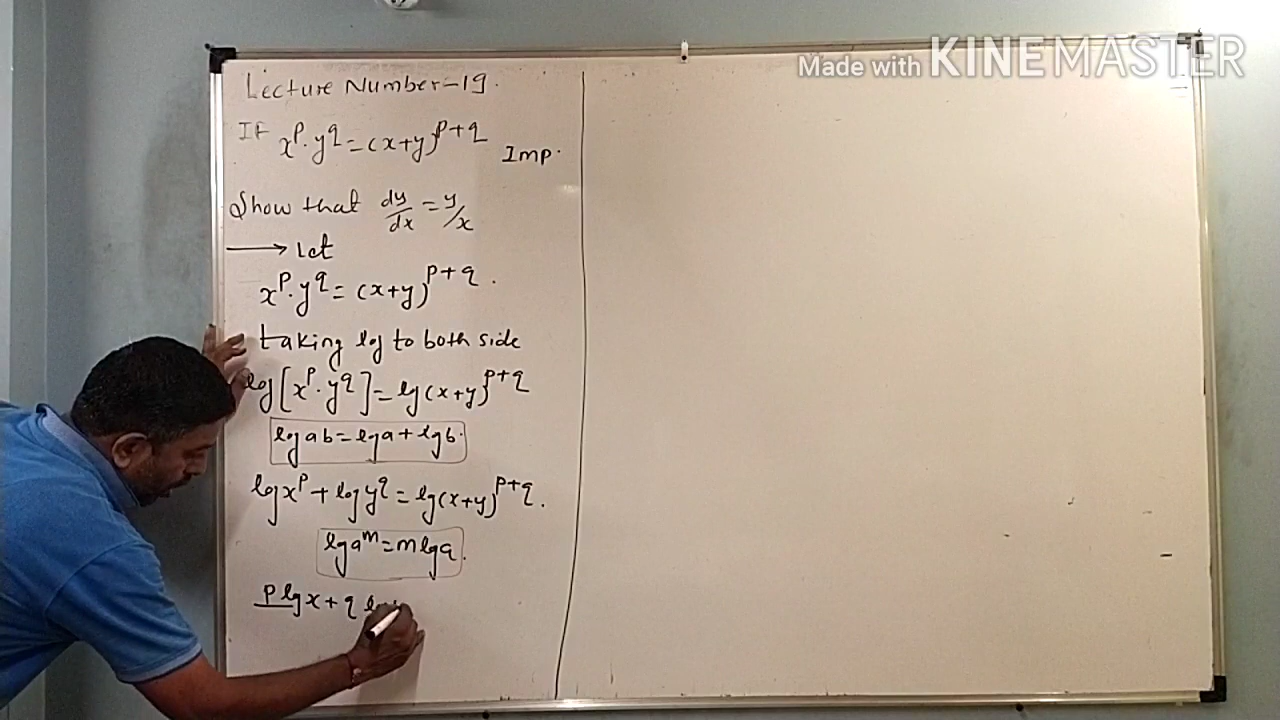 Made with KINEMASTER
Lecture Number-19.
If x^p.y^q=(x+y)^p+q Imp.
Show that dy/dx = y/x
→ Let
x^p.y^q=(x+y)^p+q.
taking log to both side
log[x^p.y^q]=log(x+y)^p+q
log ab=log a+log b.
log x^p+log y^q=log(x+y)^p+q.
log a^m=m log a.
P log x+q